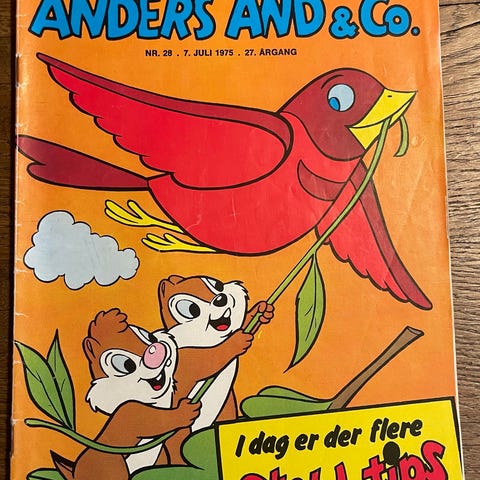 ANDERS AND & Co.
NR. 28 . 7. JULI 1975 . 27. ÅRGANG
I dag er der flere